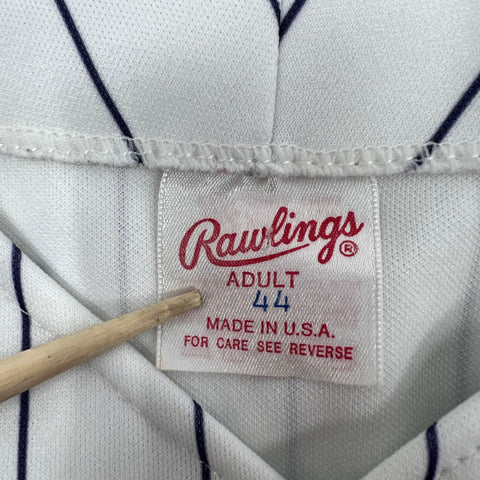 Rawlings ®
ADULT
44
MADE IN U.S.A.
FOR CARE SEE REVERSE